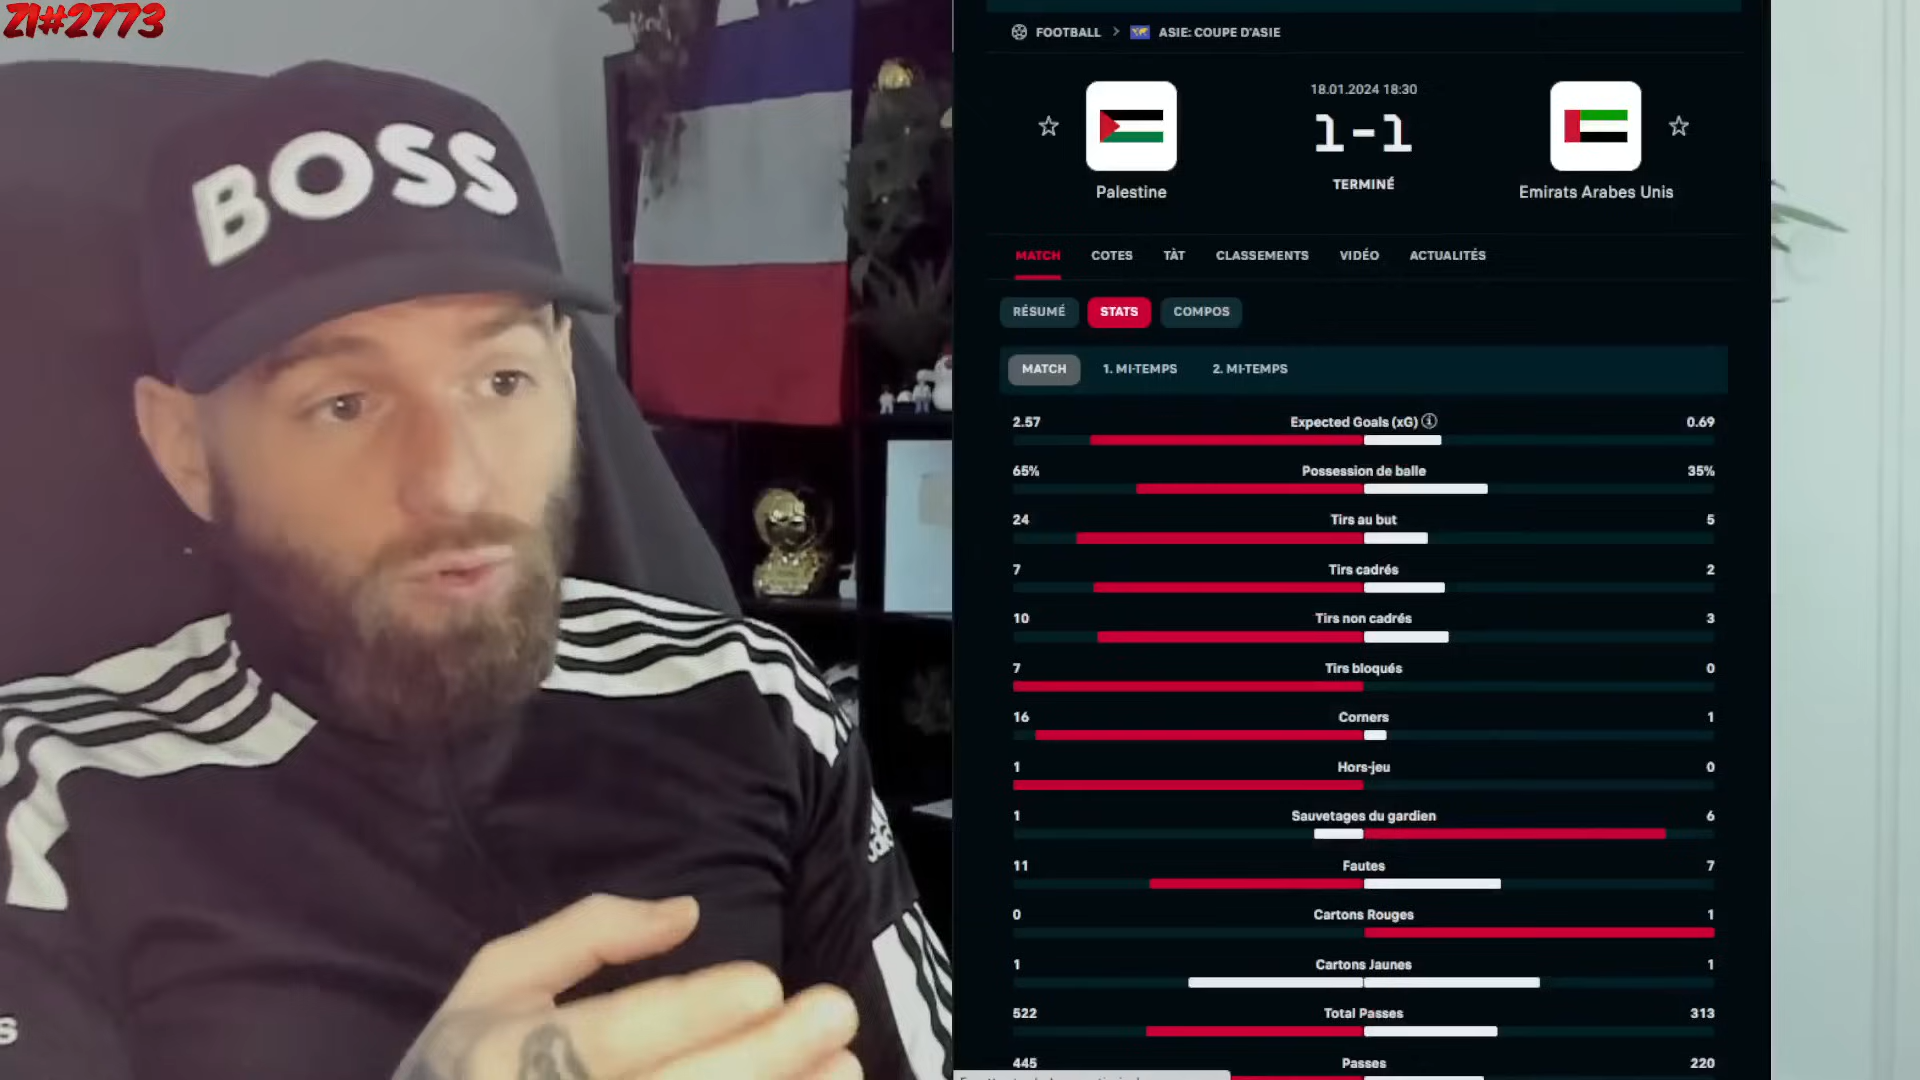 Z1#2773
BOSS
FOOTBALL > ASIE: COUPE D'ASIE
18.01.2024 18:30
1-1
TERMINÉ
Palestine
Emirats Arabes Unis
MATCH COTES TÀT CLASSEMENTS VIDÉO ACTUALITÉS
RÉSUMÉ STATS COMPOS
MATCH 1. MI-TEMPS 2. MI-TEMPS
2.57 Expected Goals (xG) 0.69
65% Possession de balle 35%
24 Tirs au but 5
7 Tirs cadrés 2
10 Tirs non cadrés 3
7 Tirs bloqués 0
16 Corners 1
1 Hors-jeu 0
1 Sauvetages du gardien 6
11 Fautes 7
0 Cartons Rouges 1
1 Cartons Jaunes 1
522 Total Passes 313
445 Passes 220